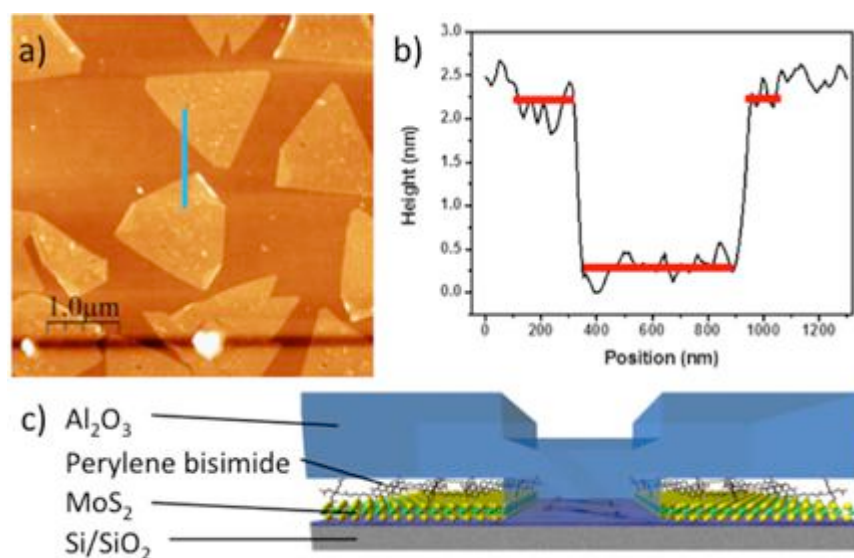 a)
1.0μm
b)
3.0
2.5
2.0
1.5
1.0
0.5
0.0
Height (nm)
0 200 400 600 800 1000 1200
Position (nm)
c)
Al₂O₃
Perylene bisimide
MoS₂
Si/SiO₂